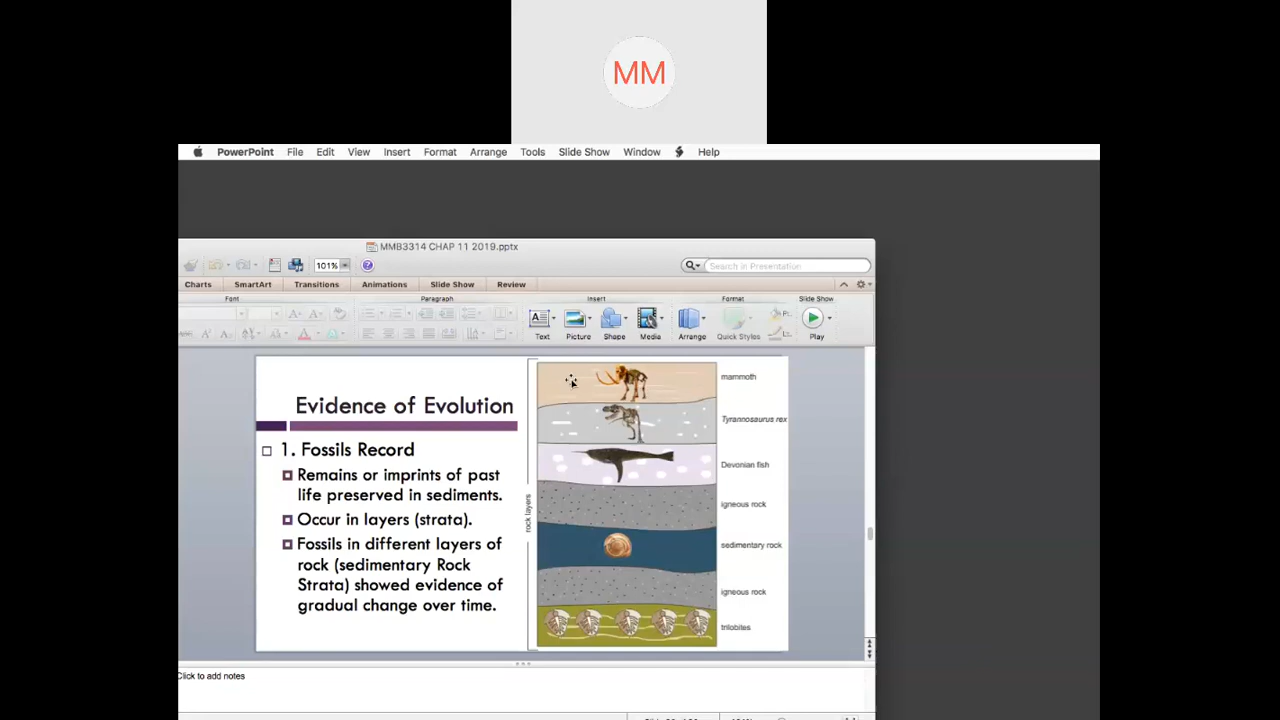 MM
PowerPoint File Edit View Insert Format Arrange Tools Slide Show Window Help
MMB3314 CHAP 11 2019.pptx
101% Search in Presentation
Charts SmartArt Transitions Animations Slide Show Review
Font Paragraph Insert Format Slide Show
Text Picture Shape Media Arrange Quick Styles Play
Evidence of Evolution
1. Fossils Record
Remains or imprints of past
life preserved in sediments.
Occur in layers (strata).
Fossils in different layers of
rock (sedimentary Rock
Strata) showed evidence of
gradual change over time.
rock layers
mammoth
Tyrannosaurus rex
Devonian fish
igneous rock
sedimentary rock
igneous rock
trilobites
Click to add notes